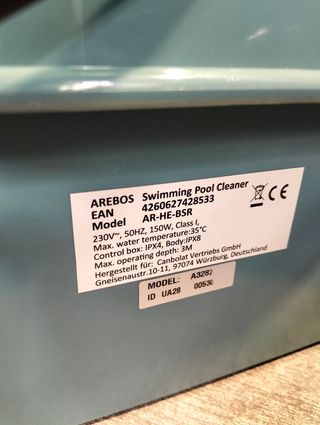 AREBOS Swimming Pool Cleaner
EAN 4260627428533
Model AR-HE-BSR
230V~, 50HZ, 150W, Class I,
Max. water temperature:35°C
Control box: IPX4, Body:IPX8
Max. operating depth: 3M
Hergestellt für: Canbolat Vertriebs GmbH
Gneisenaustr.10-11, 97074 Würzburg, Deutschland
CE
MODEL: A3282
ID UA28 00530